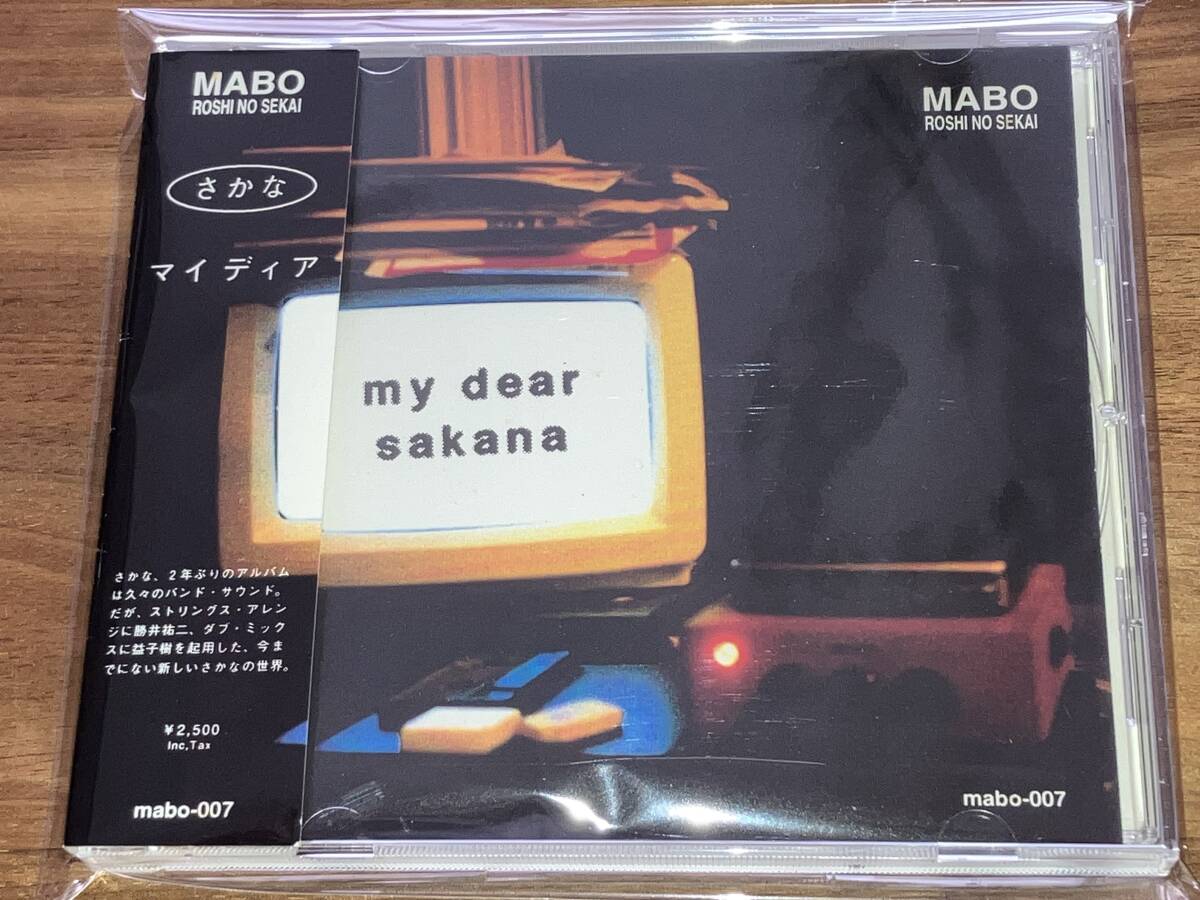 MABO
ROSHI NO SEKAI
さかな
マイ ディア
さかな、2年ぶりのアルバム
は久々のバンド・サウンド。
だが、ストリングス・アレン
ジに勝井祐二、ダブ・ミック
スに益子樹を起用した、今ま
でにない新しいさかなの世界。
¥2,500
Inc,Tax
mabo-007
MABO
ROSHI NO SEKAI
my dear
sakana
mabo-007